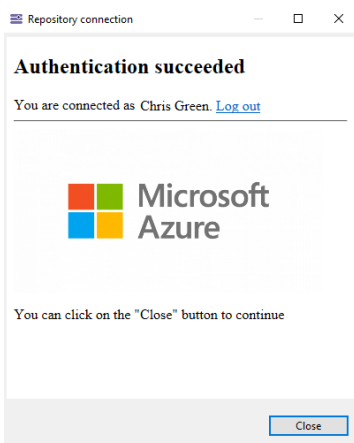 Repository connection
Authentication succeeded
You are connected as Chris Green. Log out
Microsoft
Azure
You can click on the "Close" button to continue
Close